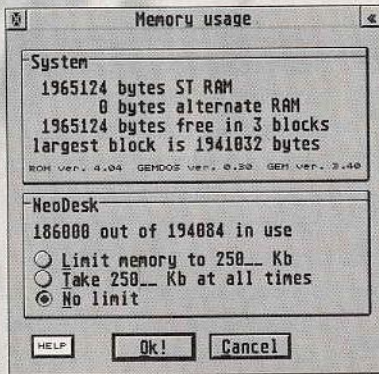 Memory usage
System
1965124 bytes ST RAM
0 bytes alternate RAM
1965124 bytes free in 3 blocks
largest block is 1941032 bytes
ROM ver. 4.04 GEMDOS ver. 0.30 GEM ver. 3.40
NeoDesk
186000 out of 194084 in use
Limit memory to 250__ Kb
Take 250__ Kb at all times
No limit
HELP Ok! Cancel